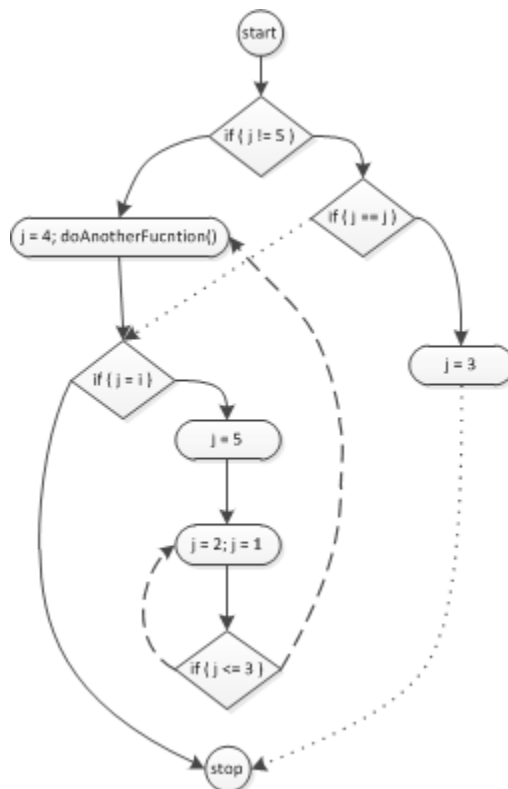 start
if ( j != 5 )
if ( j == j )
j = 4; doAnotherFucntion()
j = 3
if ( j = i )
j = 5
j = 2; j = 1
if ( j <= 3 )
stop